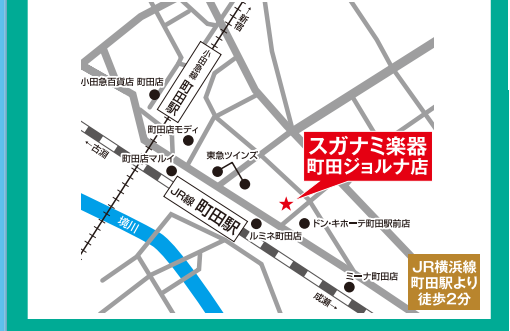 ←新宿
小田急線 町田駅
小田急百貨店 町田店
町田店モディ
東急ツインズ
町田店マルイ
←古淵
JR線 町田駅
スガナミ楽器
町田ジョルナ店
ドン・キホーテ町田駅前店
ルミネ町田店
境川
ミーナ町田店
成瀬→
JR横浜線
町田駅より
徒歩2分